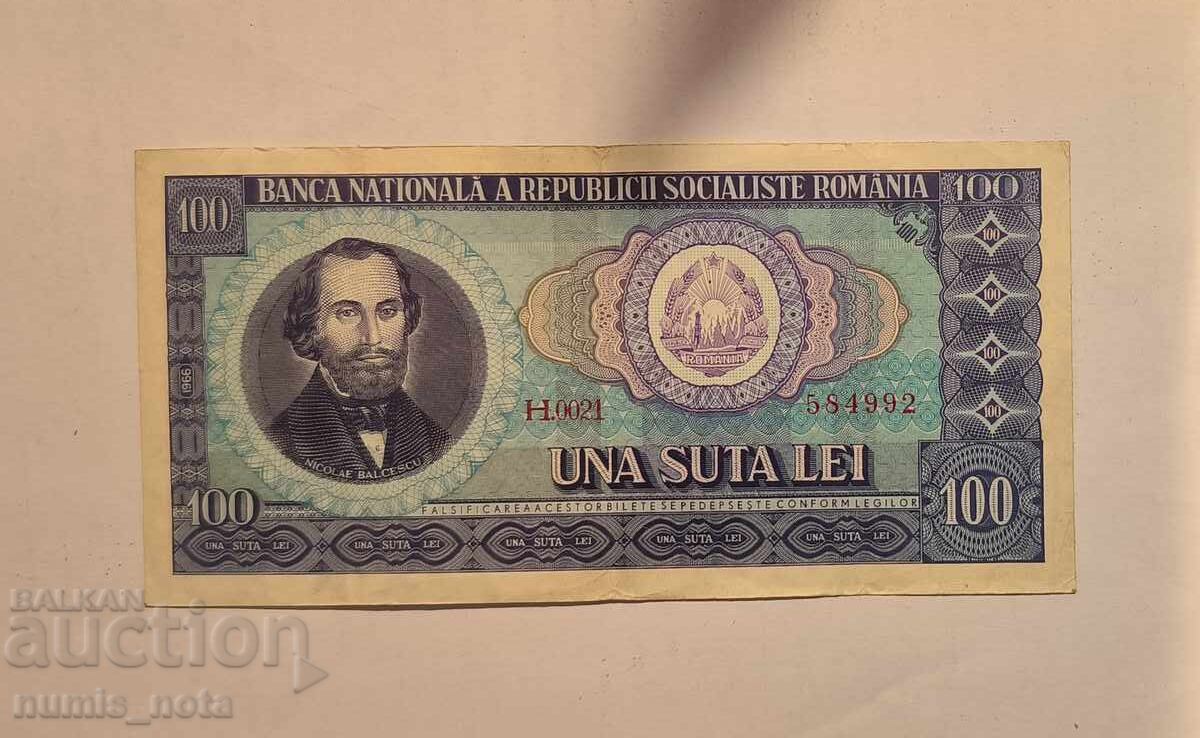 BANCA NAȚIONALĂ A REPUBLICII SOCIALISTE ROMÂNIA
100
100
100
100
100
100
1966
ROMÂNIA
H.0021 584992
NICOLAE BALCESCU
UNA SUTA LEI
100
100
FALSIFICAREA ACESTOR BILETE SE PEDEPSEȘTE CONFORM LEGILOR
UNA SUTA LEI UNA SUTA LEI UNA SUTA LEI UNA SUTA LEI UNA SUTA LEI
BALKAN
auction
numis_nota